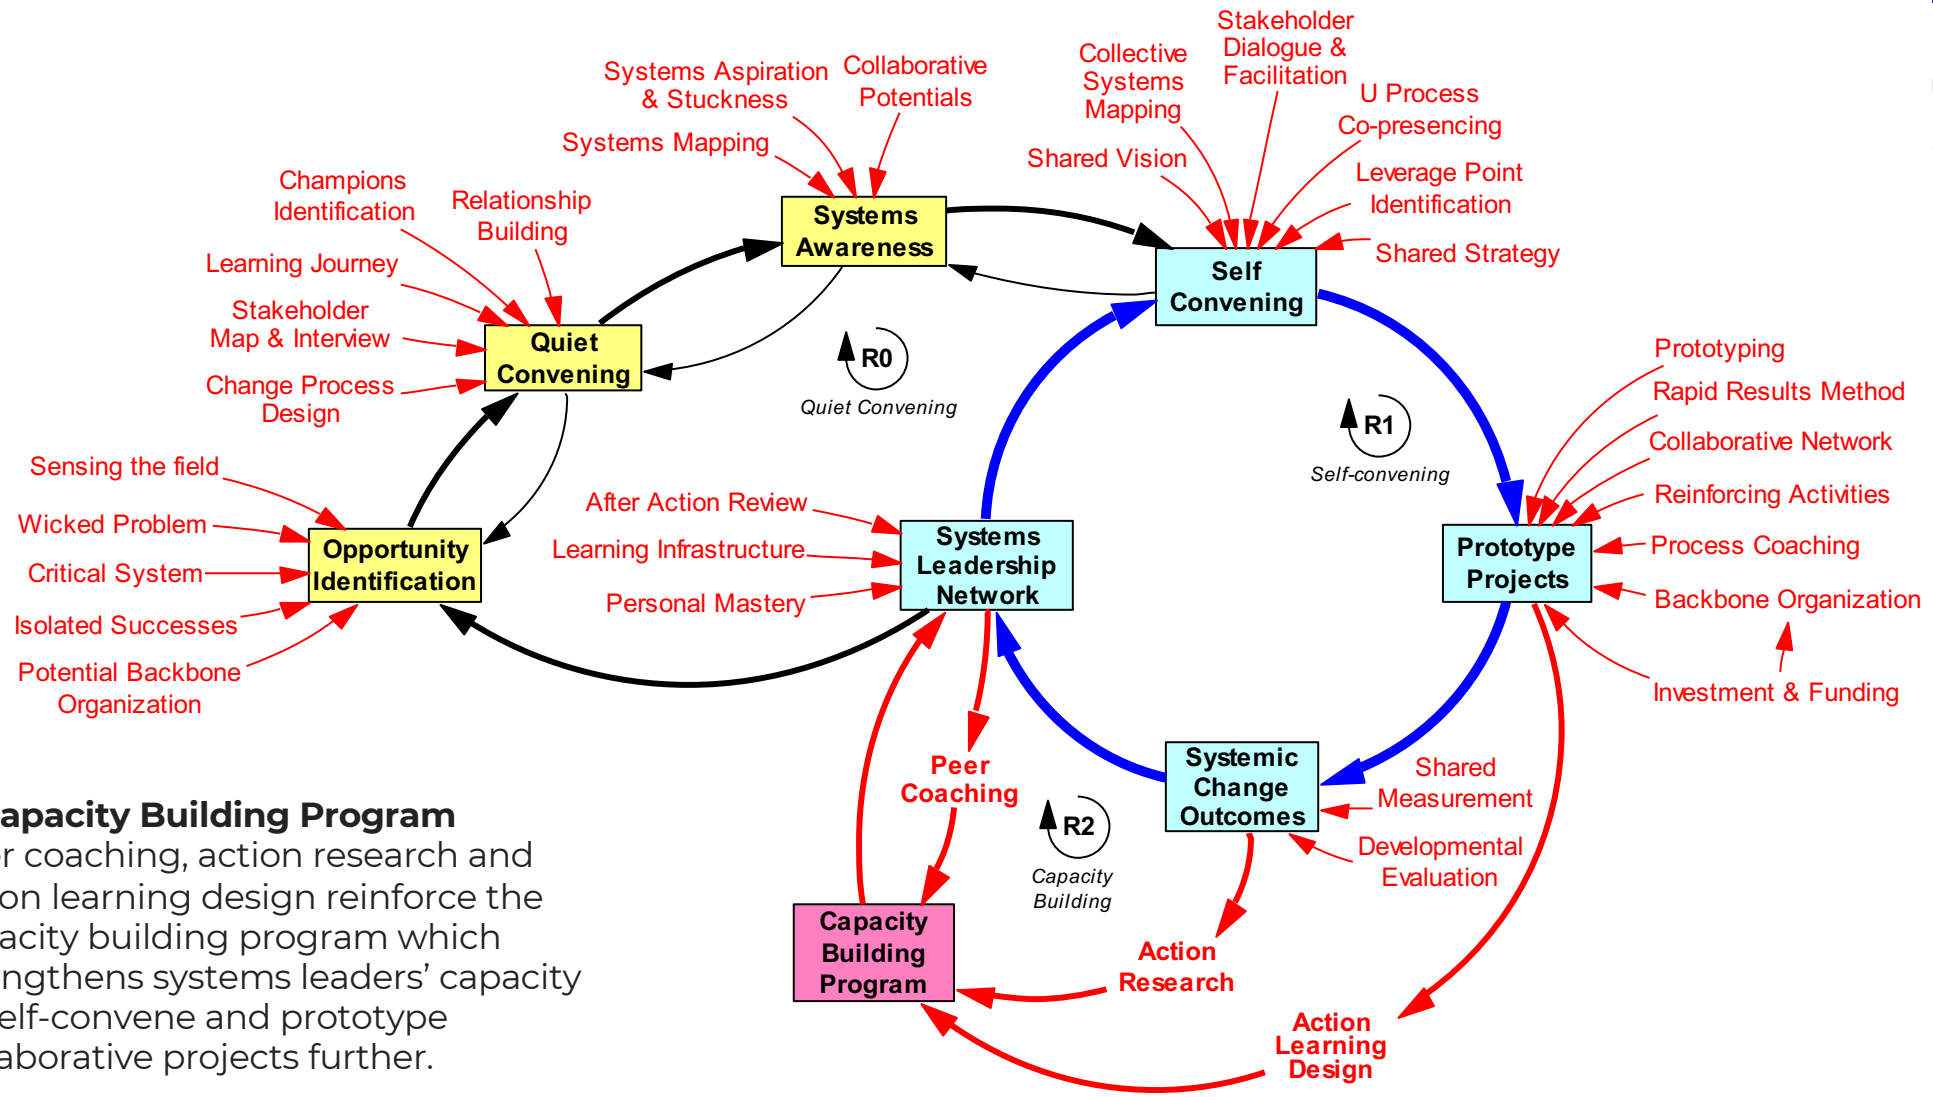 Stakeholder
Dialogue &
Facilitation
Collective
Systems
Mapping
Systems Aspiration
& Stuckness
Collaborative
Potentials
U Process
Co-presencing
Systems Mapping
Shared Vision
Leverage Point
Identification
Champions
Identification
Relationship
Building
Systems
Awareness
Shared Strategy
Learning Journey
Self
Convening
Stakeholder
Map & Interview
Quiet
Convening
Change Process
Design
R0
Quiet Convening
R1
Self-convening
Prototyping
Rapid Results Method
Collaborative Network
Reinforcing Activities
Process Coaching
Backbone Organization
Investment & Funding
Sensing the field
Wicked Problem
Critical System
Isolated Successes
Potential Backbone
Organization
Opportunity
Identification
After Action Review
Learning Infrastructure
Personal Mastery
Systems
Leadership
Network
Prototype
Projects
Peer
Coaching
Systemic
Change
Outcomes
Shared
Measurement
Developmental
Evaluation
R2
Capacity
Building
Capacity
Building
Program
Action
Research
Action
Learning
Design
apacity Building Program
er coaching, action research and
on learning design reinforce the
acity building program which
engthens systems leaders’ capacity
elf-convene and prototype
aborative projects further.